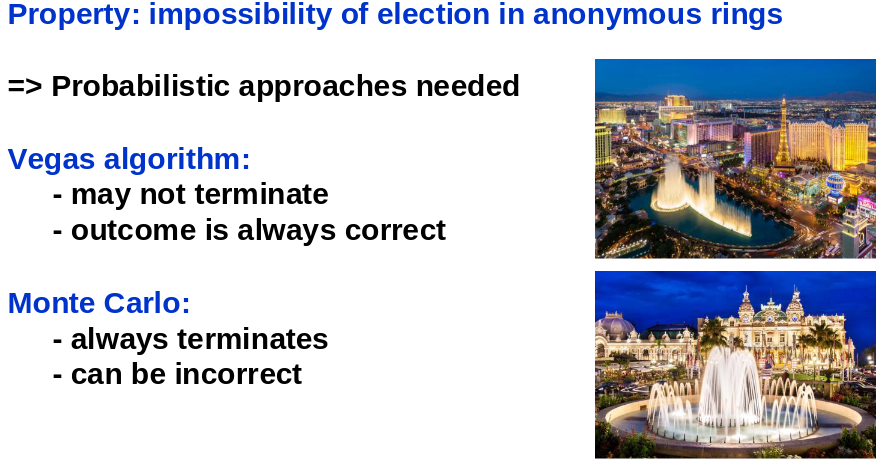 Property: impossibility of election in anonymous rings
=> Probabilistic approaches needed
Vegas algorithm:
- may not terminate
- outcome is always correct
Monte Carlo:
- always terminates
- can be incorrect